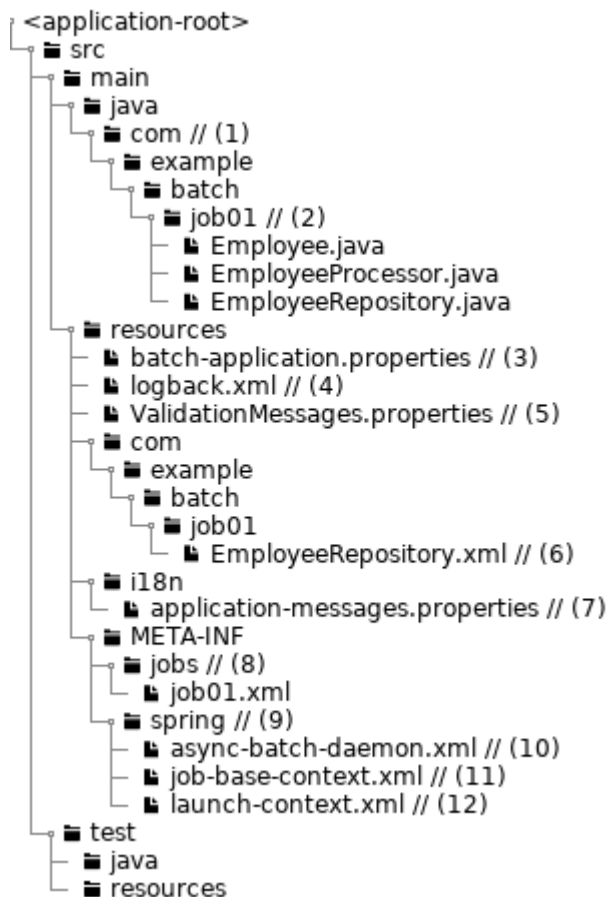 <application-root>
src
main
java
com // (1)
example
batch
job01 // (2)
Employee.java
EmployeeProcessor.java
EmployeeRepository.java
resources
batch-application.properties // (3)
logback.xml // (4)
ValidationMessages.properties // (5)
com
example
batch
job01
EmployeeRepository.xml // (6)
i18n
application-messages.properties // (7)
META-INF
jobs // (8)
job01.xml
spring // (9)
async-batch-daemon.xml // (10)
job-base-context.xml // (11)
launch-context.xml // (12)
test
java
resources